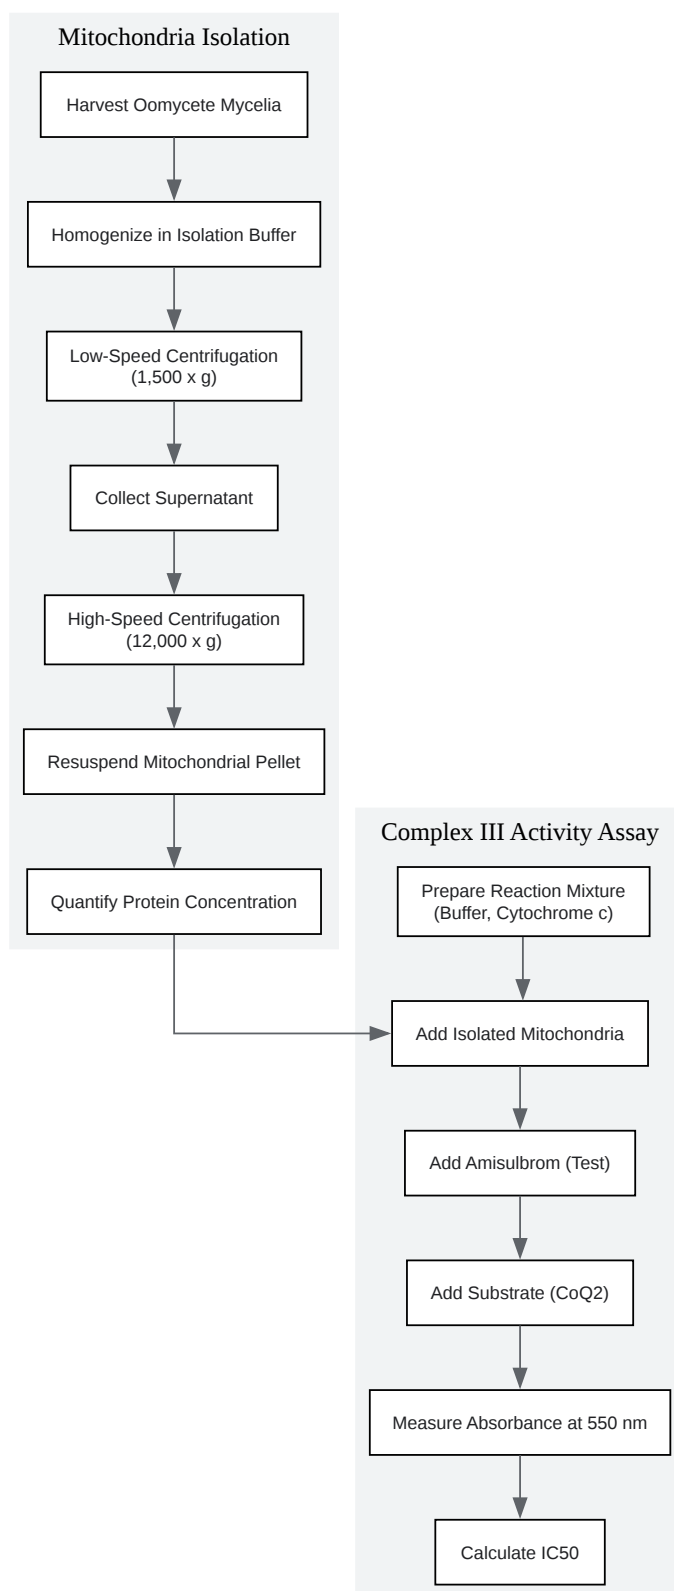 Mitochondria Isolation
Harvest Oomycete Mycelia
Homogenize in Isolation Buffer
Low-Speed Centrifugation
(1,500 x g)
Collect Supernatant
High-Speed Centrifugation
(12,000 x g)
Resuspend Mitochondrial Pellet
Quantify Protein Concentration
Complex III Activity Assay
Prepare Reaction Mixture
(Buffer, Cytochrome c)
Add Isolated Mitochondria
Add Amisulbrom (Test)
Add Substrate (CoQ2)
Measure Absorbance at 550 nm
Calculate IC50